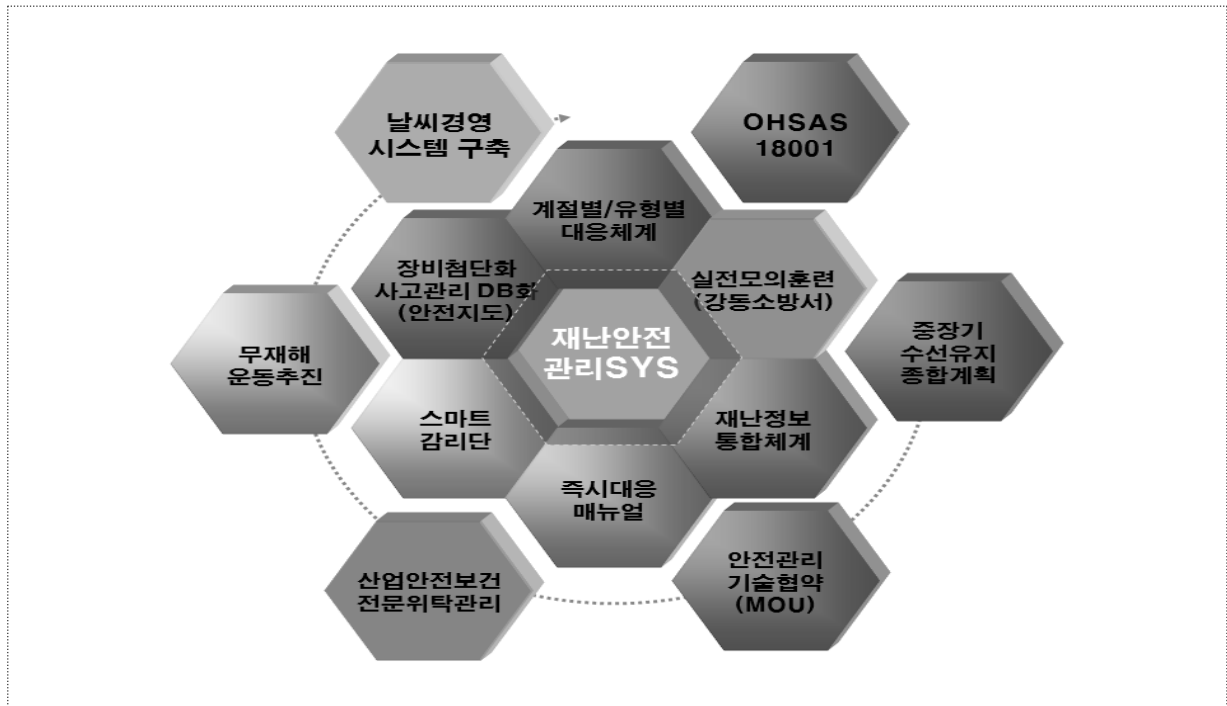 날씨경영
시스템 구축
OHSAS
18001
계절별/유형별
대응체계
장비첨단화
사고관리 DB화
(안전지도)
실전모의훈련
(강동소방서)
무재해
운동추진
재난안전
관리SYS
중장기
수선유지
종합계획
스마트
감리단
재난정보
통합체계
즉시대응
매뉴얼
산업안전보건
전문위탁관리
안전관리
기술협약
(MOU)